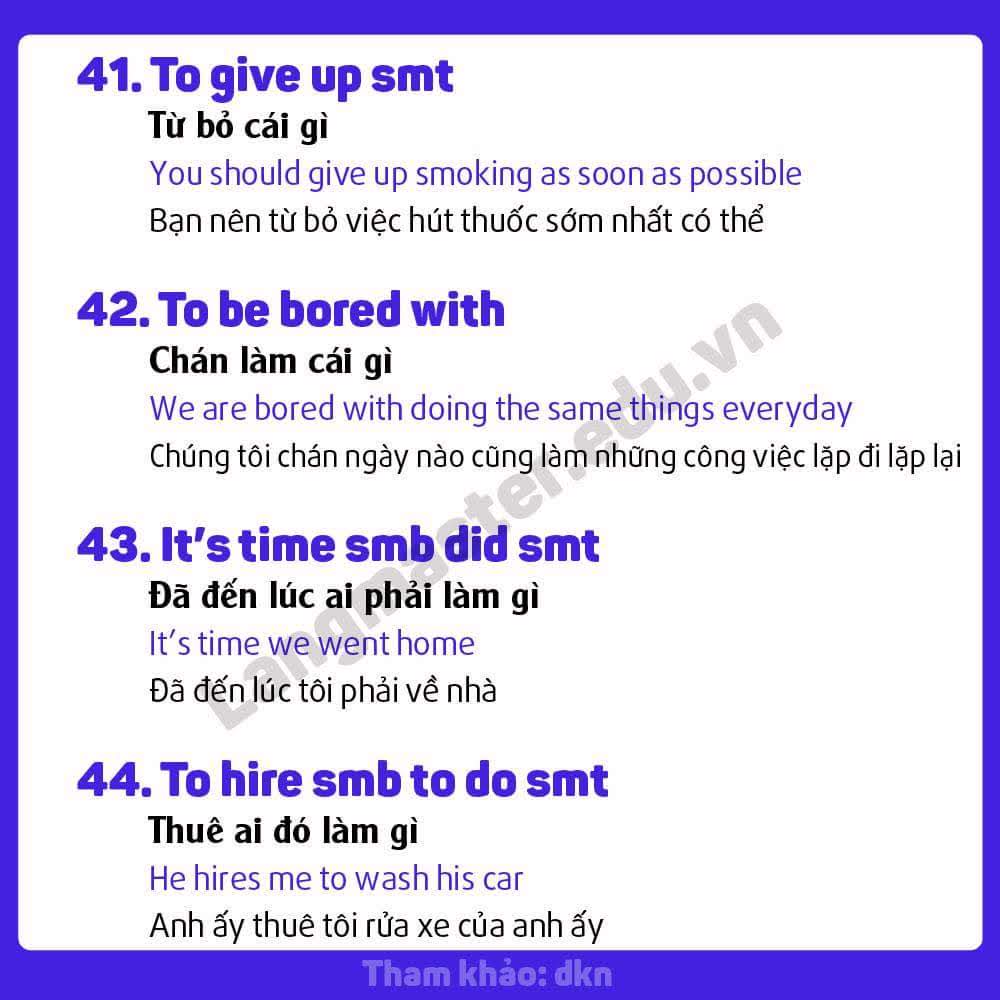 41. To give up smt
Từ bỏ cái gì
You should give up smoking as soon as possible
Bạn nên từ bỏ việc hút thuốc sớm nhất có thể
42. To be bored with
Chán làm cái gì
We are bored with doing the same things everyday
Chúng tôi chán ngày nào cũng làm những công việc lặp đi lặp lại
43. It’s time smb did smt
Đã đến lúc ai phải làm gì
It’s time we went home
Đã đến lúc tôi phải về nhà
44. To hire smb to do smt
Thuê ai đó làm gì
He hires me to wash his car
Anh ấy thuê tôi rửa xe của anh ấy
Langmaster.edu.vn
Tham khảo: dkn